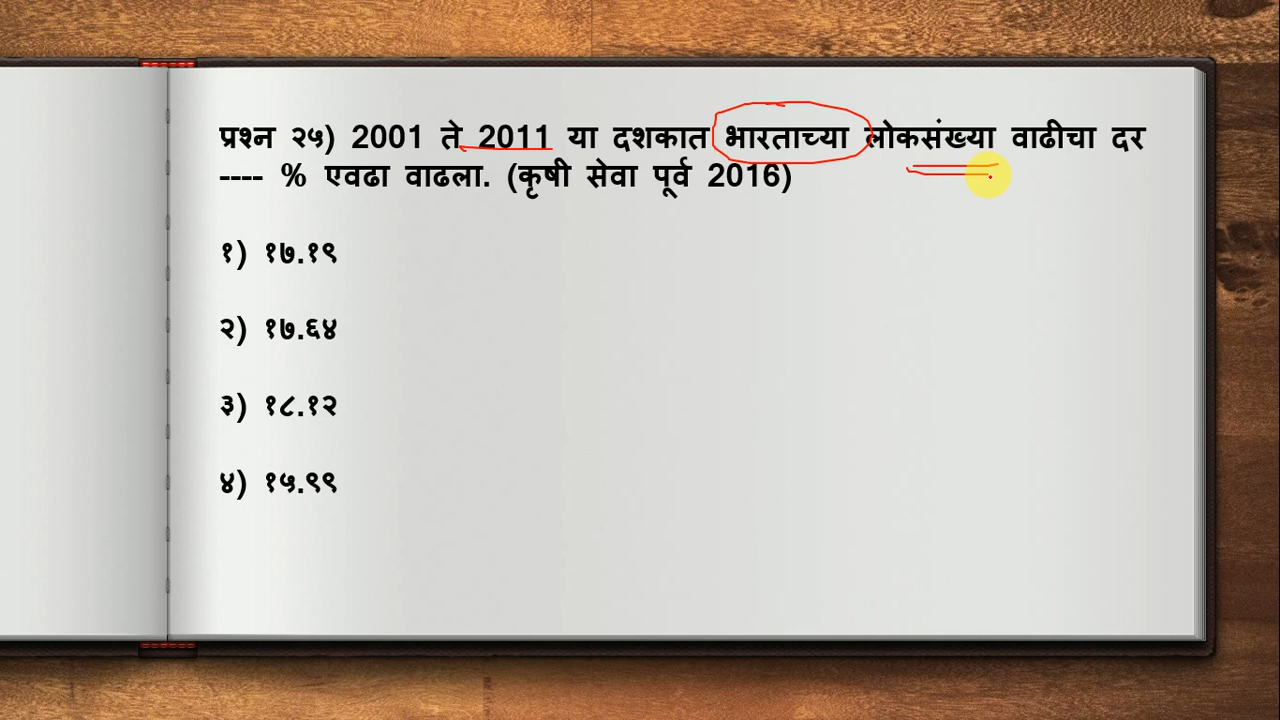 प्रश्न २५) 2001 ते 2011 या दशकात भारताच्या लोकसंख्या वाढीचा दर
---- % एवढा वाढला. (कृषी सेवा पूर्व 2016)
१) १७.१९
२) १७.६४
३) १८.१२
४) १५.९९